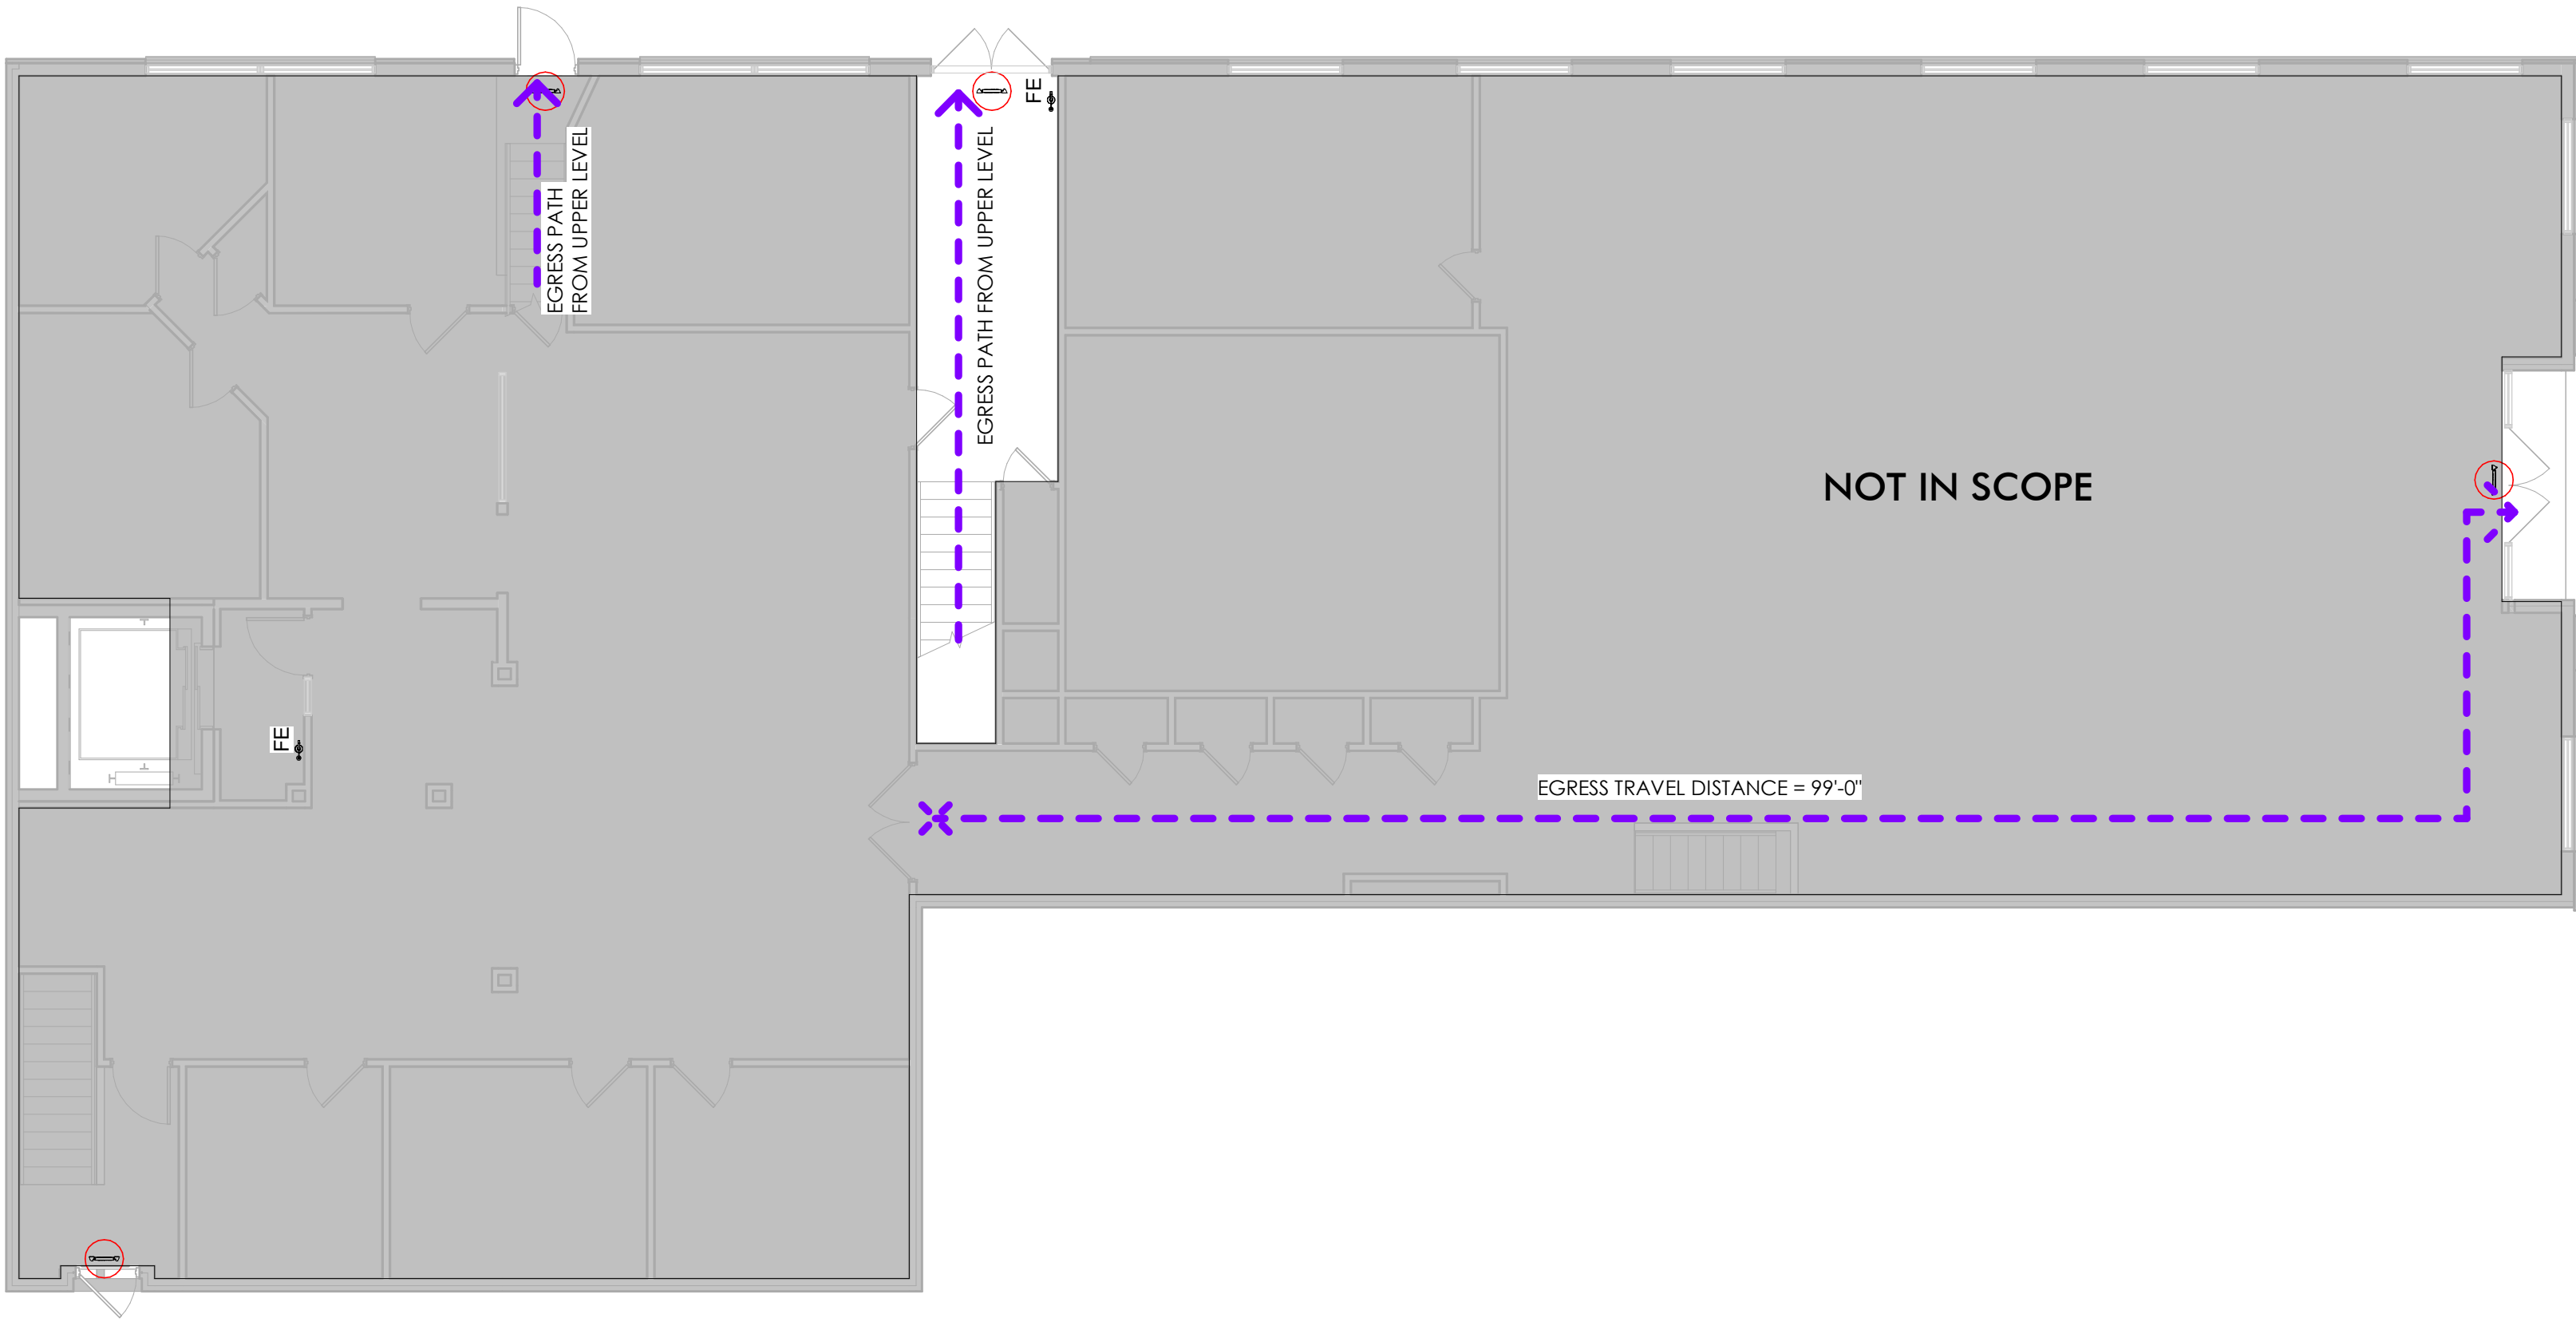 EGRESS PATH
FROM UPPER LEVEL
EGRESS PATH FROM UPPER LEVEL
FE
NOT IN SCOPE
FE
EGRESS TRAVEL DISTANCE = 99'-0"